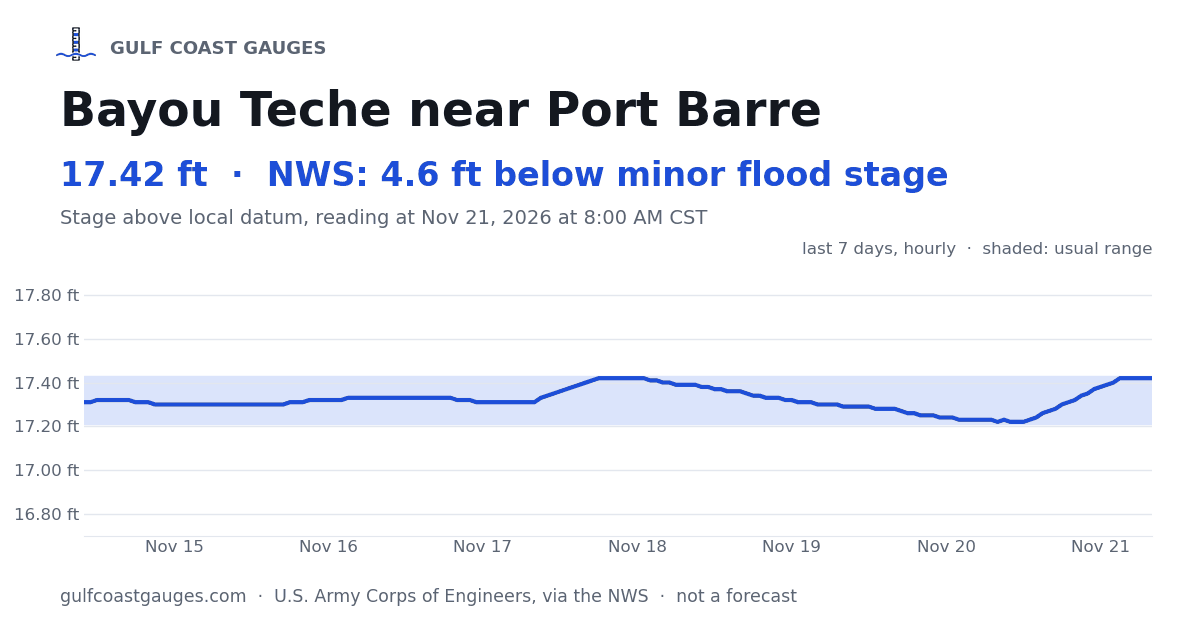 GULF COAST GAUGES
Bayou Teche near Port Barre
17.42 ft · NWS: 4.6 ft below minor flood stage
Stage above local datum, reading at Nov 21, 2026 at 8:00 AM CST
last 7 days, hourly · shaded: usual range
17.80 ft
17.60 ft
17.40 ft
17.20 ft
17.00 ft
16.80 ft
Nov 15 Nov 16 Nov 17 Nov 18 Nov 19 Nov 20 Nov 21
gulfcoastgauges.com · U.S. Army Corps of Engineers, via the NWS · not a forecast